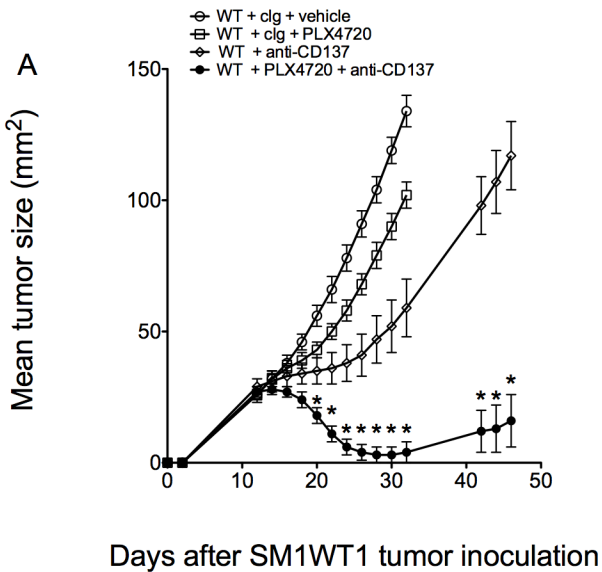 WT + cIg + vehicle
WT + cIg + PLX4720
WT + anti-CD137
WT + PLX4720 + anti-CD137
A
150
100
50
0
Mean tumor size (mm²)
* * * * * * * * * * *
0 10 20 30 40 50
Days after SM1WT1 tumor inoculation